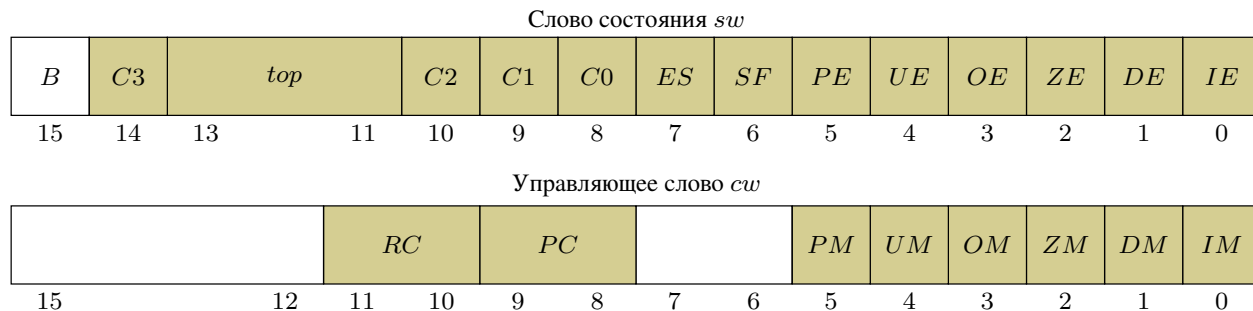 Слово состояния sw
B C3 top C2 C1 C0 ES SF PE UE OE ZE DE IE
15 14 13 11 10 9 8 7 6 5 4 3 2 1 0
Управляющее слово cw
RC PC PM UM OM ZM DM IM
15 12 11 10 9 8 7 6 5 4 3 2 1 0